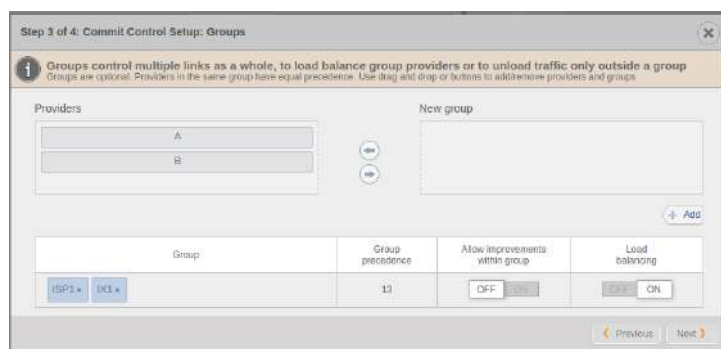 Step 3 of 4: Commit Control Setup: Groups
Groups control multiple links as a whole, to load balance group providers or to unload traffic only outside a group
Groups are optional. Providers in the same group have equal precedence. Use drag and drop or buttons to add/remove providers and groups
Providers
New group
A
B
+ Add
Group
Group precedence
Allow improvements within group
Load balancing
ISP1 × IX1 ×
13
OFF ON
OFF ON
Previous
Next